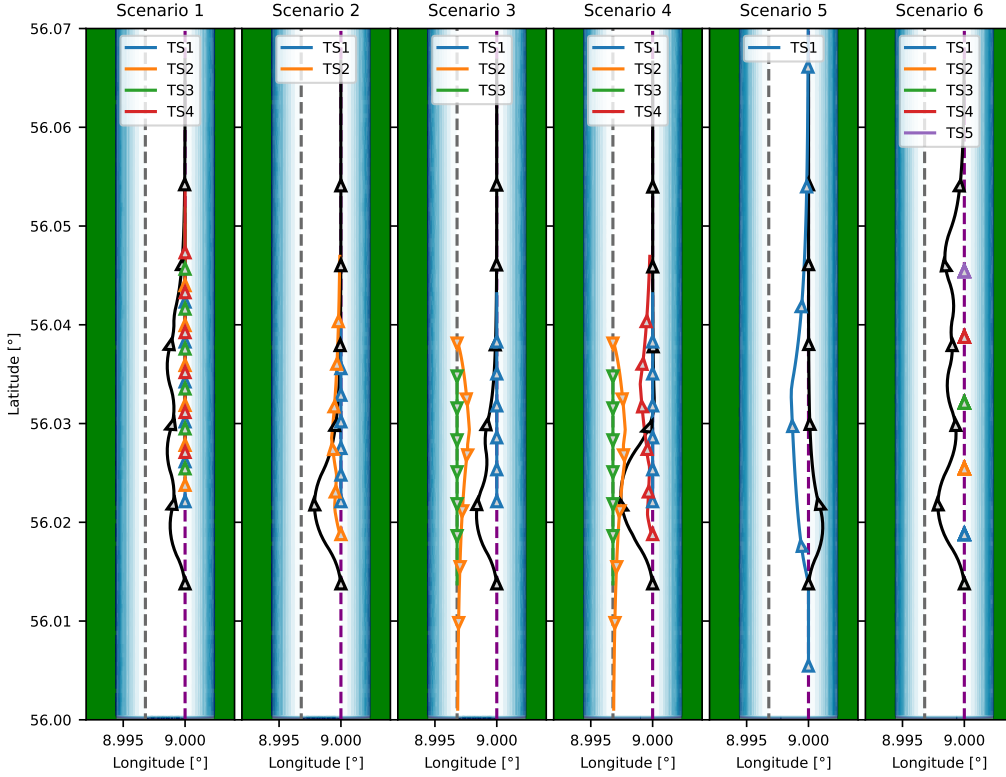 Scenario 1 Scenario 2 Scenario 3 Scenario 4 Scenario 5 Scenario 6
56.07
TS1 TS1 TS1 TS1 TS1 TS1
TS2 TS2 TS2 TS2 TS2
TS3 TS3 TS3 TS3
TS4 TS4 TS4
TS5
56.06
56.05
56.04
56.03
56.02
56.01
56.00
Latitude [°]
8.995 9.000 8.995 9.000 8.995 9.000 8.995 9.000 8.995 9.000 8.995 9.000
Longitude [°] Longitude [°] Longitude [°] Longitude [°] Longitude [°] Longitude [°]